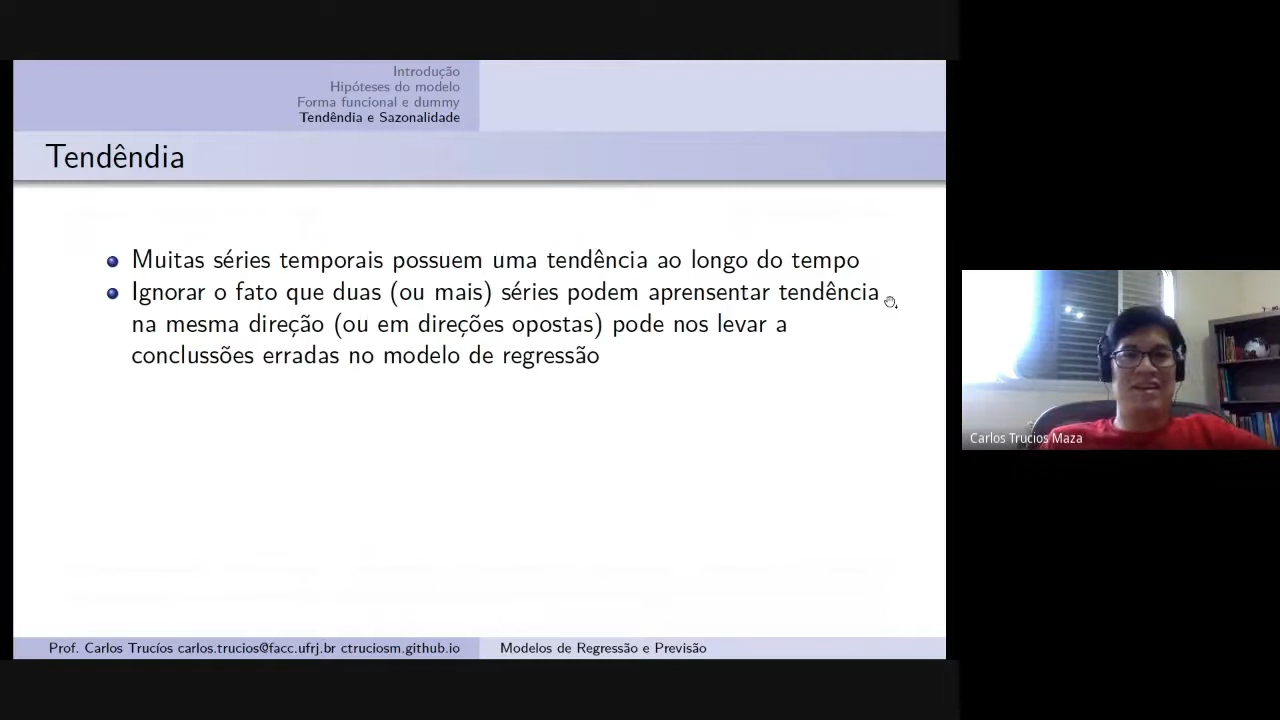 Introdução
Hipóteses do modelo
Forma funcional e dummy
Tendêndia e Sazonalidade
Tendêndia
Muitas séries temporais possuem uma tendência ao longo do tempo
Ignorar o fato que duas (ou mais) séries podem aprensentar tendência
na mesma direção (ou em direções opostas) pode nos levar a
conclussões erradas no modelo de regressão
Carlos Trucios Maza
Prof. Carlos Trucíos carlos.trucios@facc.ufrj.br ctruciosm.github.io
Modelos de Regressão e Previsão